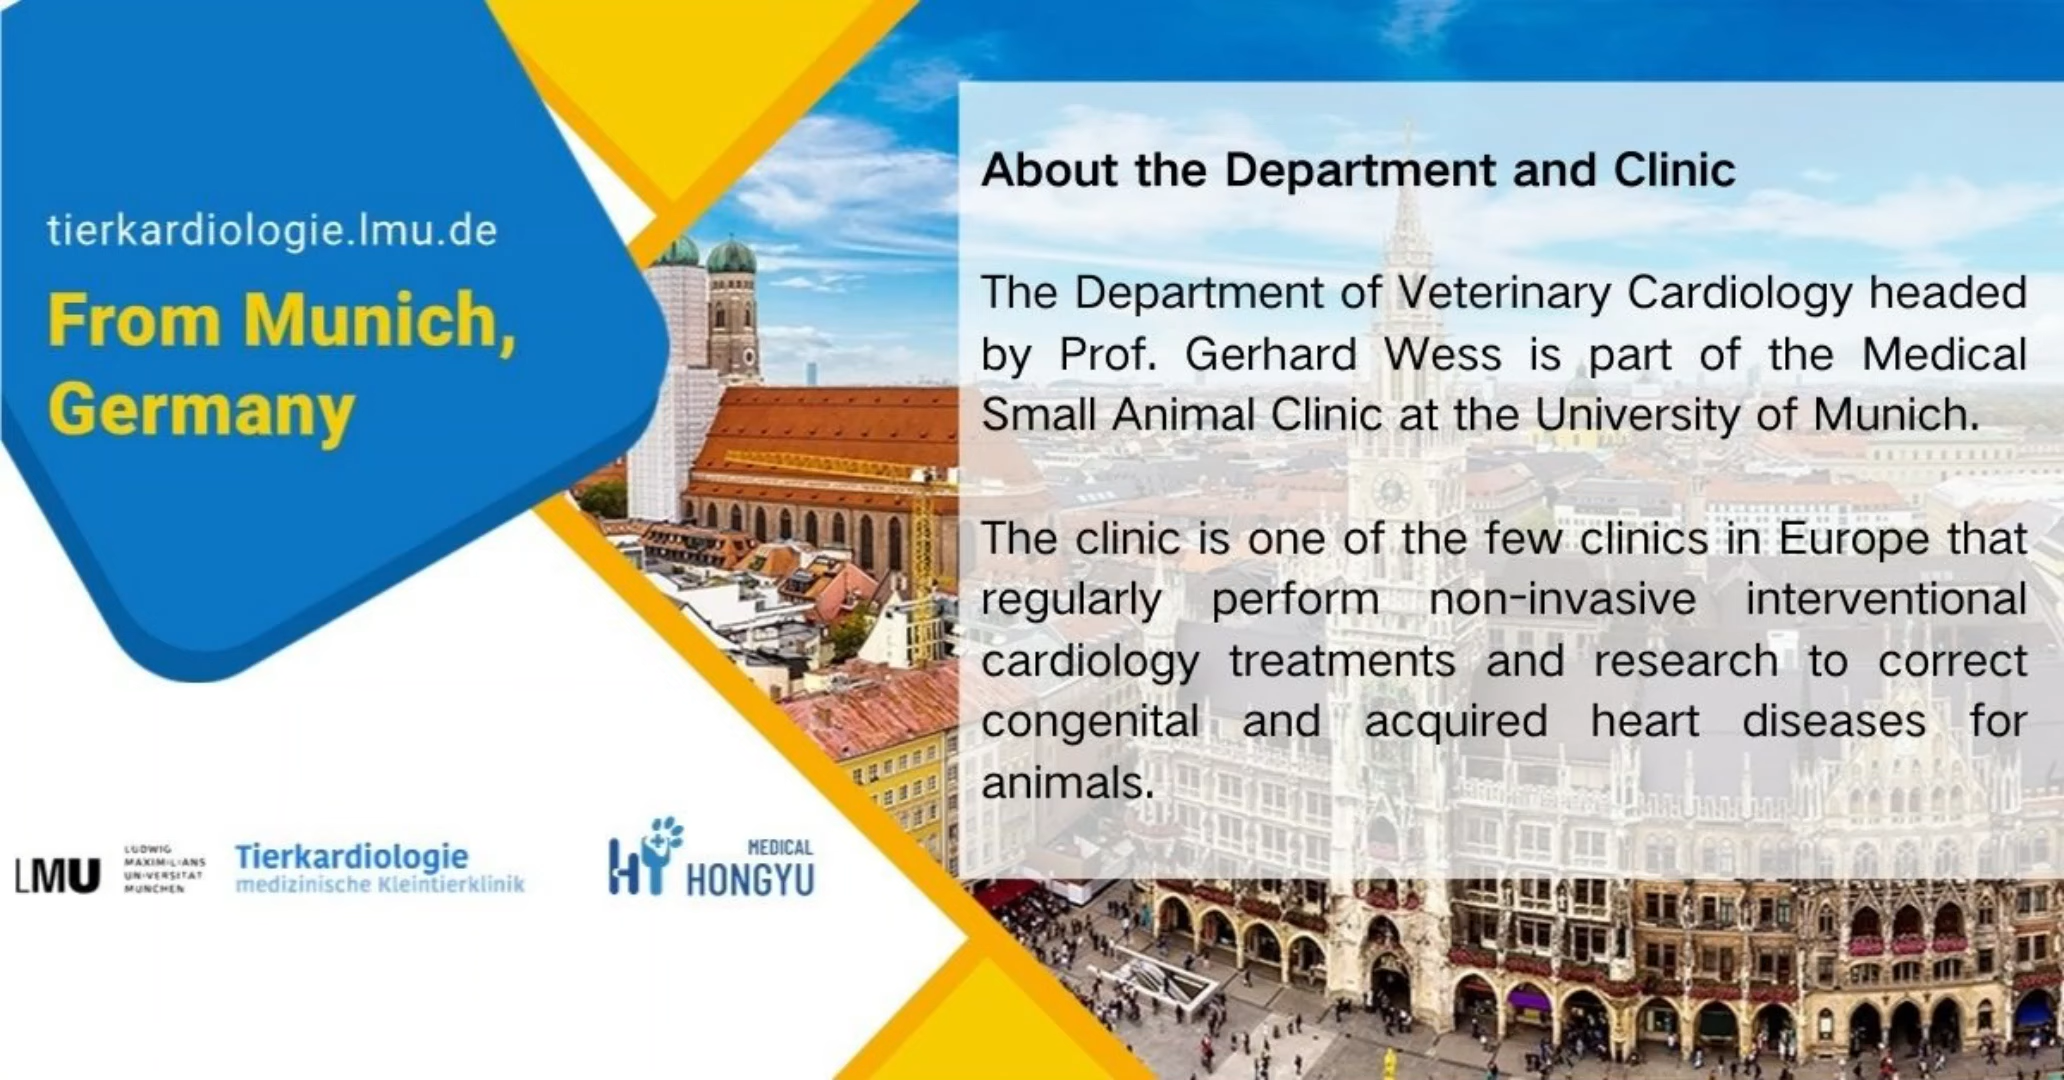 tierkardiologie.lmu.de
From Munich,
Germany
About the Department and Clinic
The Department of Veterinary Cardiology headed
by Prof. Gerhard Wess is part of the Medical
Small Animal Clinic at the University of Munich.
The clinic is one of the few clinics in Europe that
regularly perform non-invasive interventional
cardiology treatments and research to correct
congenital and acquired heart diseases for
animals.
LMU
LUDWIG
MAXIMILIANS
UNIVERSITÄT
MÜNCHEN
Tierkardiologie
medizinische Kleintierklinik
HY
MEDICAL
HONGYU